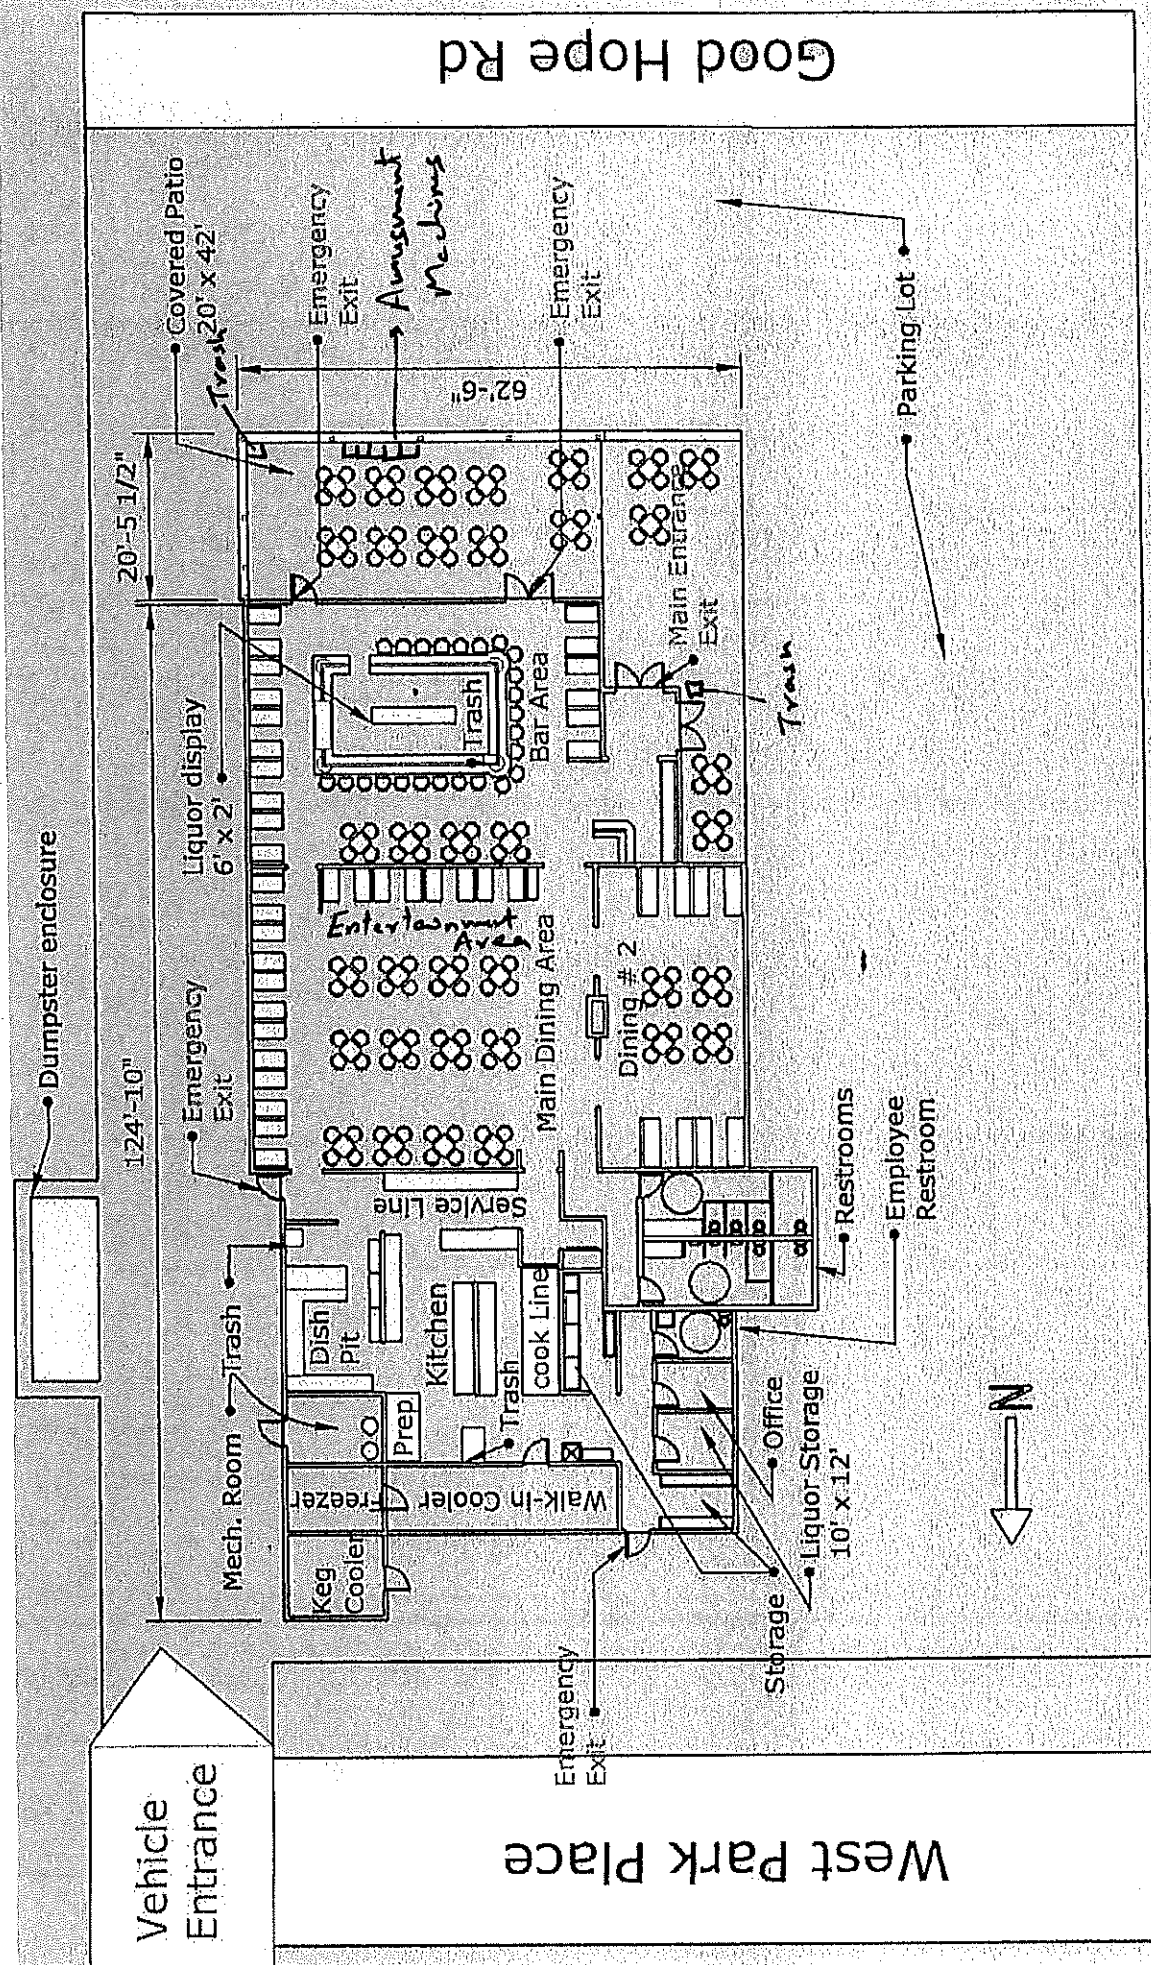 Good Hope Rd
Covered Patio
20' x 42'
Trash
Emergency
Exit
Amusement
Machines
Emergency
Exit
Parking Lot
62'-6"
20'-5 1/2"
124'-10"
Main Entrance
Exit
Trash
Liquor display
6' x 2'
Trash
Bar Area
Dumpster enclosure
Emergency
Exit
Entertainment
Area
Main Dining Area
Dining # 2
Service Line
Restrooms
Employee
Restroom
Trash
Mech. Room
Dish
Pit
Kitchen
cook Line
Trash
Prep
Office
Liquor Storage
10' x 12'
Freezer
Walk-In Cooler
Keg
Cooler
Storage
Emergency
Exit
N
Vehicle
Entrance
West Park Place